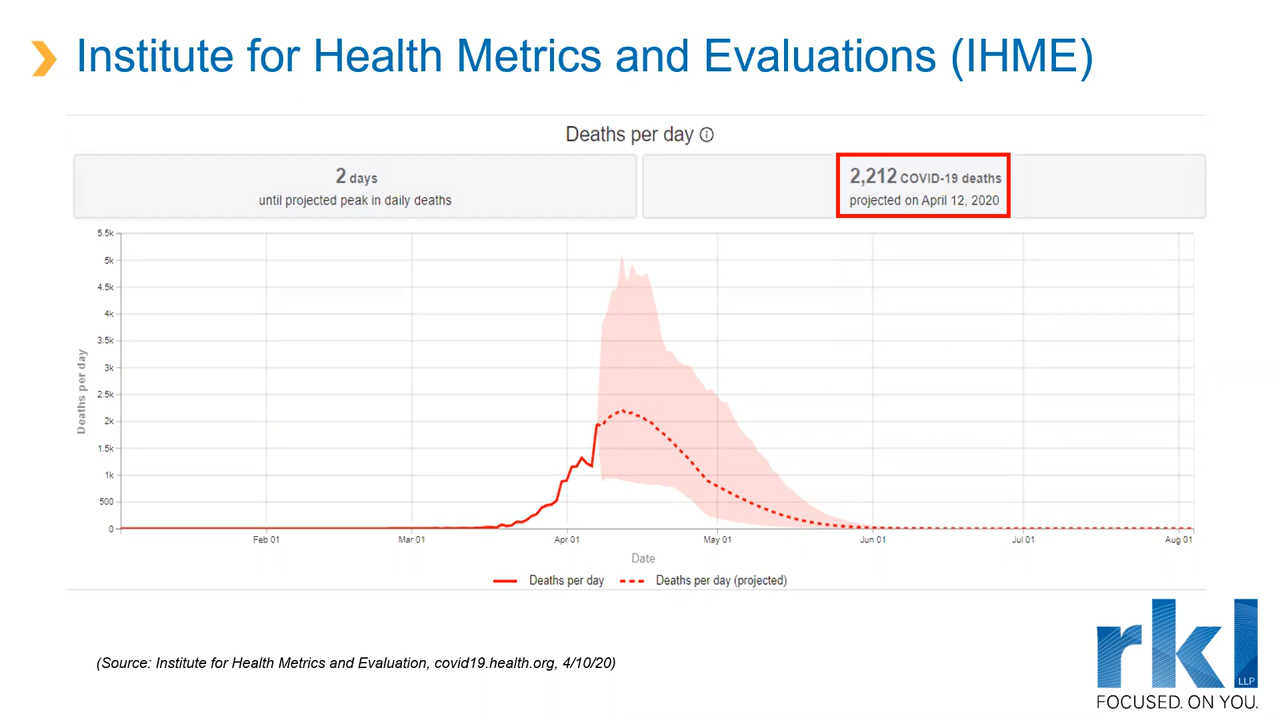 Institute for Health Metrics and Evaluations (IHME)
Deaths per day
2 days
until projected peak in daily deaths
2,212 COVID-19 deaths
projected on April 12, 2020
5.5k
5k
4.5k
4k
3.5k
3k
2.5k
2k
1.5k
1k
500
0
Deaths per day
Feb 01
Mar 01
Apr 01
May 01
Jun 01
Jul 01
Aug 01
Date
Deaths per day
Deaths per day (projected)
(Source: Institute for Health Metrics and Evaluation, covid19.health.org, 4/10/20)
rkl
LLP
FOCUSED. ON YOU.